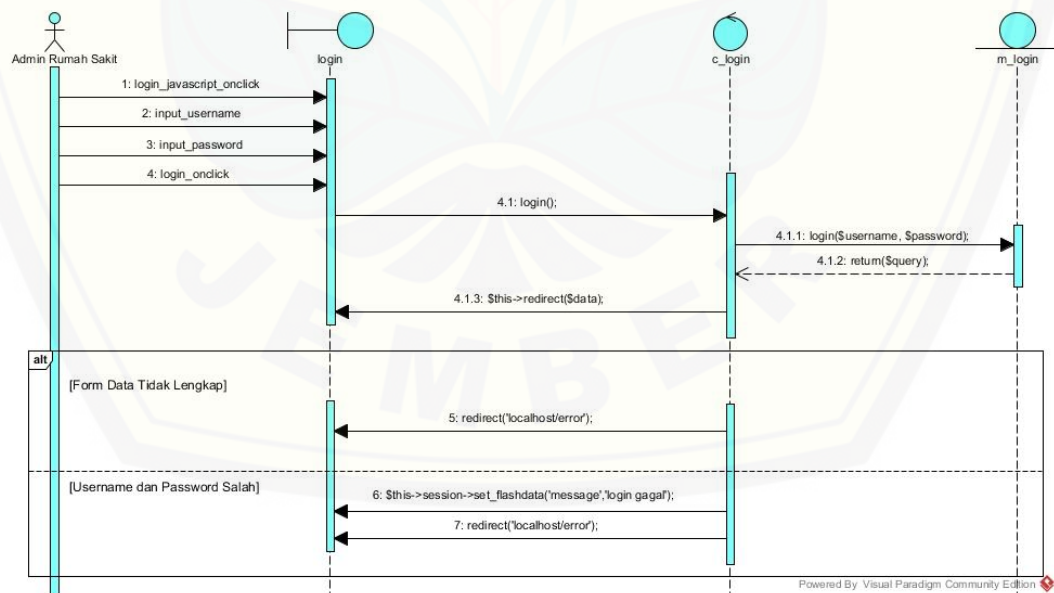 Admin Rumah Sakit
login
c_login
m_login
1: login_javascript_onclick
2: input_username
3: input_password
4: login_onclick
4.1: login();
4.1.1: login($username, $password);
4.1.2: return($query);
4.1.3: $this->redirect($data);
alt
[Form Data Tidak Lengkap]
5: redirect('localhost/error');
[Username dan Password Salah]
6: $this->session->set_flashdata('message','login gagal');
7: redirect('localhost/error');
JEMBER
Powered By Visual Paradigm Community Edition